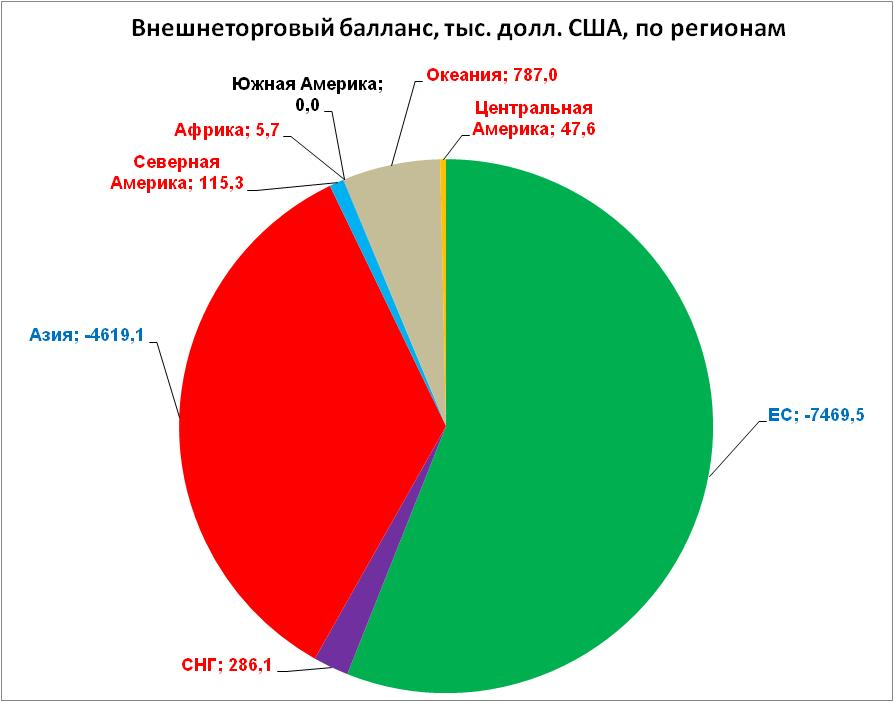 Внешнеторговый балланс, тыс. долл. США, по регионам
Океания; 787,0
Южная Америка;
0,0
Центральная
Америка; 47,6
Африка; 5,7
Северная
Америка; 115,3
Азия; -4619,1
ЕС; -7469,5
СНГ; 286,1